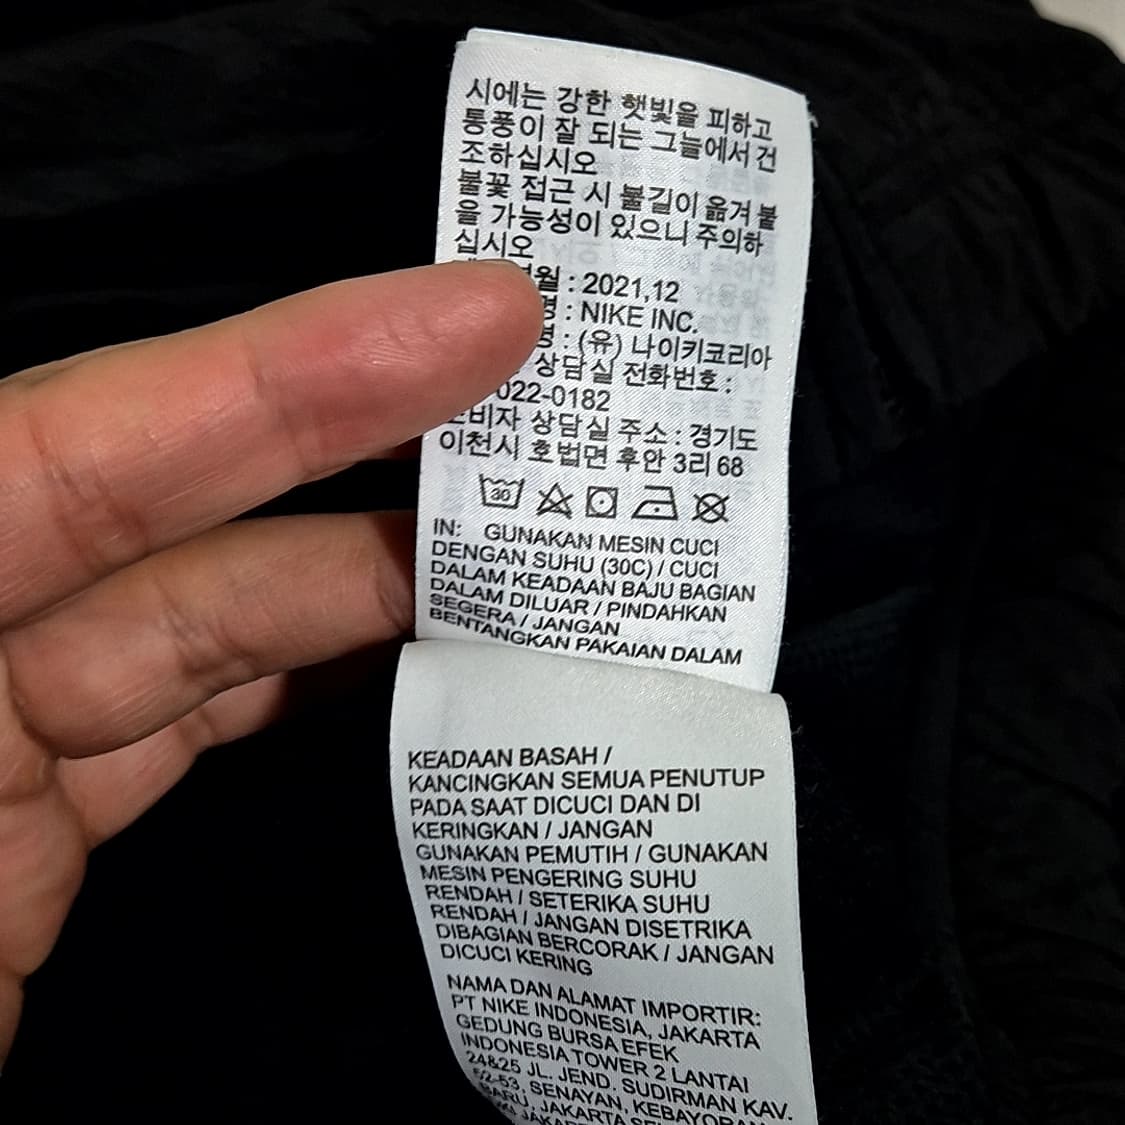 시에는 강한 햇빛을 피하고
통풍이 잘 되는 그늘에서 건
조하십시오
불꽃 접근 시 불길이 옮겨 붙
을 가능성이 있으니 주의하
십시오
: 2021,12
: NIKE INC.
: (유) 나이키코리아
상담실 전화번호 :
022-0182
상담실 주소 : 경기도
이천시 호법면 후안 3리 68
30
IN: GUNAKAN MESIN CUCI
DENGAN SUHU (30C) / CUCI
DALAM KEADAAN BAJU BAGIAN
DALAM DILUAR / PINDAHKAN
SEGERA / JANGAN
BENTANGKAN PAKAIAN DALAM
KEADAAN BASAH /
KANCINGKAN SEMUA PENUTUP
PADA SAAT DICUCI DAN DI
KERINGKAN / JANGAN
GUNAKAN PEMUTIH / GUNAKAN
MESIN PENGERING SUHU
RENDAH / SETERIKA SUHU
RENDAH / JANGAN DISETRIKA
DIBAGIAN BERCORAK / JANGAN
DICUCI KERING
NAMA DAN ALAMAT IMPORTIR:
PT NIKE INDONESIA, JAKARTA
GEDUNG BURSA EFEK
INDONESIA TOWER 2 LANTAI
24&25 JL. JEND. SUDIRMAN KAV.
52-53, SENAYAN, KEBAYORAN
BARU, JAKARTA